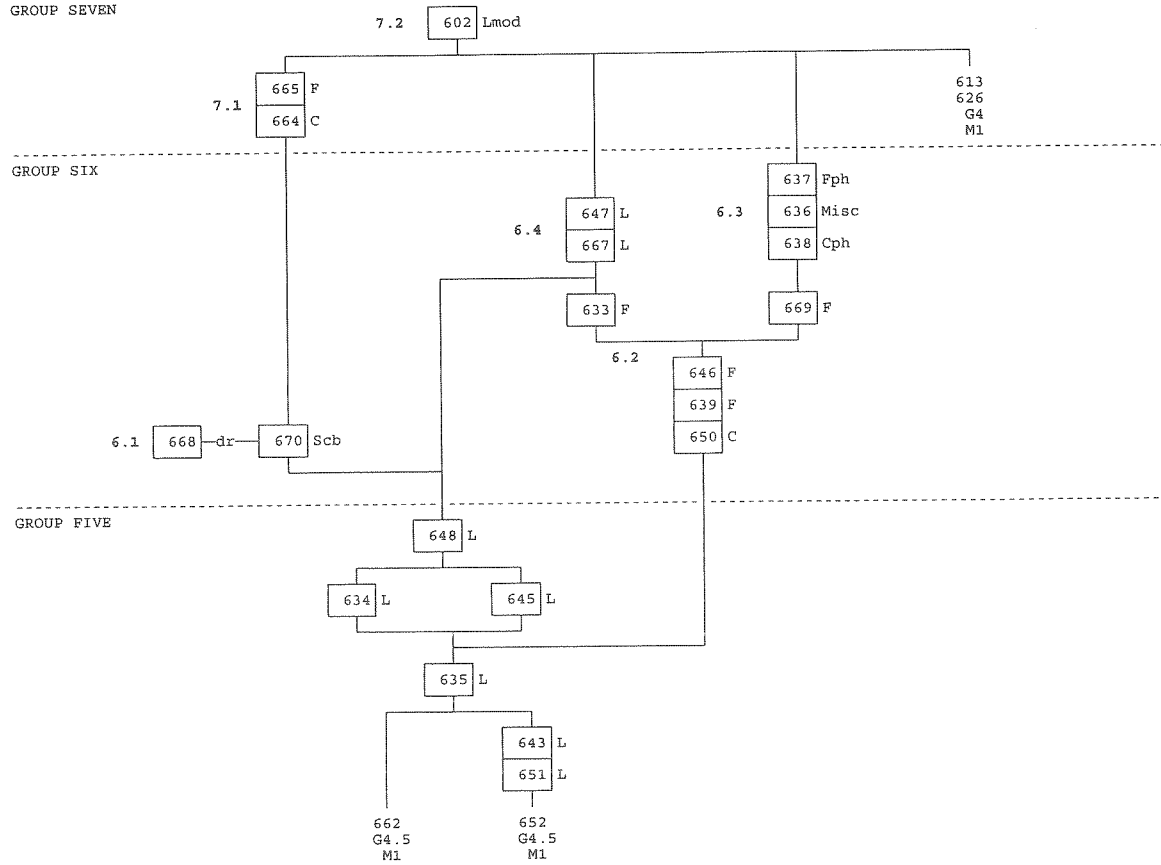 GROUP SEVEN
7.2 602 Lmod
665 F
7.1
664 C
613
626
G4
M1
GROUP SIX
637 Fph
647 L
6.3 636 Misc
6.4
667 L
638 Cph
633 F
669 F
6.2
646 F
639 F
6.1 668 dr 670 Scb
650 C
GROUP FIVE
648 L
634 L
645 L
635 L
643 L
651 L
662
G4.5
M1
652
G4.5
M1